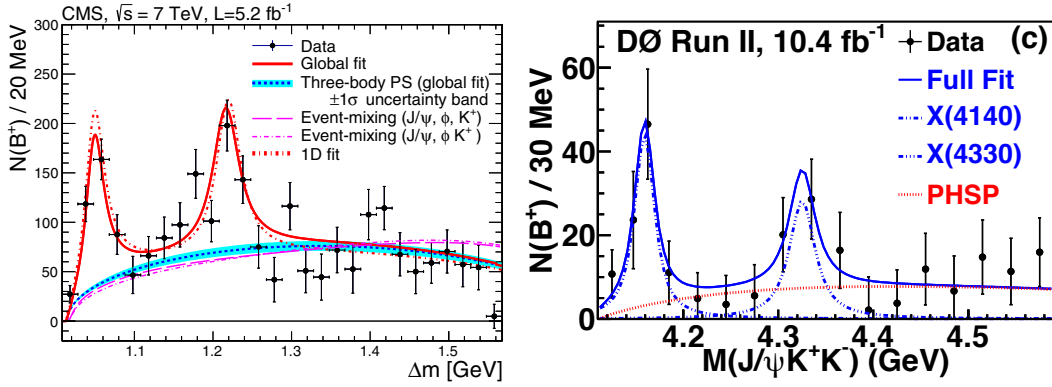 CMS, √s = 7 TeV, L=5.2 fb⁻¹
N(B⁺) / 20 MeV
300
250
200
150
100
50
0
Data
Global fit
Three-body PS (global fit)
±1σ uncertainty band
Event-mixing (J/ψ, φ, K⁺)
Event-mixing (J/ψ, φ K⁺)
1D fit
1.1
1.2
1.3
1.4
1.5
Δm [GeV]
DØ Run II, 10.4 fb⁻¹
(c)
N(B⁺) / 30 MeV
60
40
20
0
Data
Full Fit
X(4140)
X(4330)
PHSP
4.2
4.3
4.4
4.5
M(J/ψK⁺K⁻) (GeV)